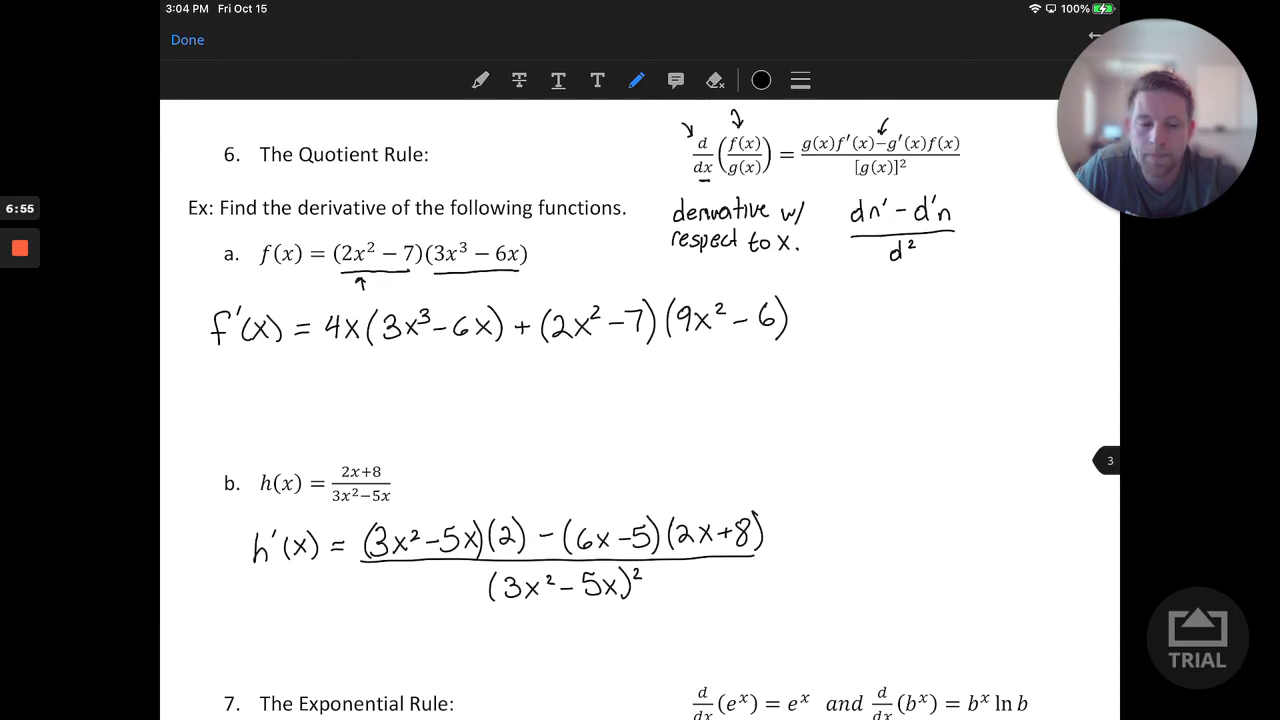 3:04 PM Fri Oct 15 100%
Done
6. The Quotient Rule: d/dx (f(x)/g(x)) = g(x)f′(x)−g′(x)f(x) / [g(x)]²
6:55
Ex: Find the derivative of the following functions.
derivative w/ respect to x.
dn′ − d′n / d²
a. f(x) = (2x² − 7)(3x³ − 6x)
f′(x) = 4x(3x³ − 6x) + (2x² − 7)(9x² − 6)
3
b. h(x) = 2x+8 / 3x²−5x
h′(x) = (3x² − 5x)(2) − (6x − 5)(2x + 8) / (3x² − 5x)²
TRIAL
7. The Exponential Rule: d/dx (eˣ) = eˣ and d/dx (bˣ) = bˣ ln b